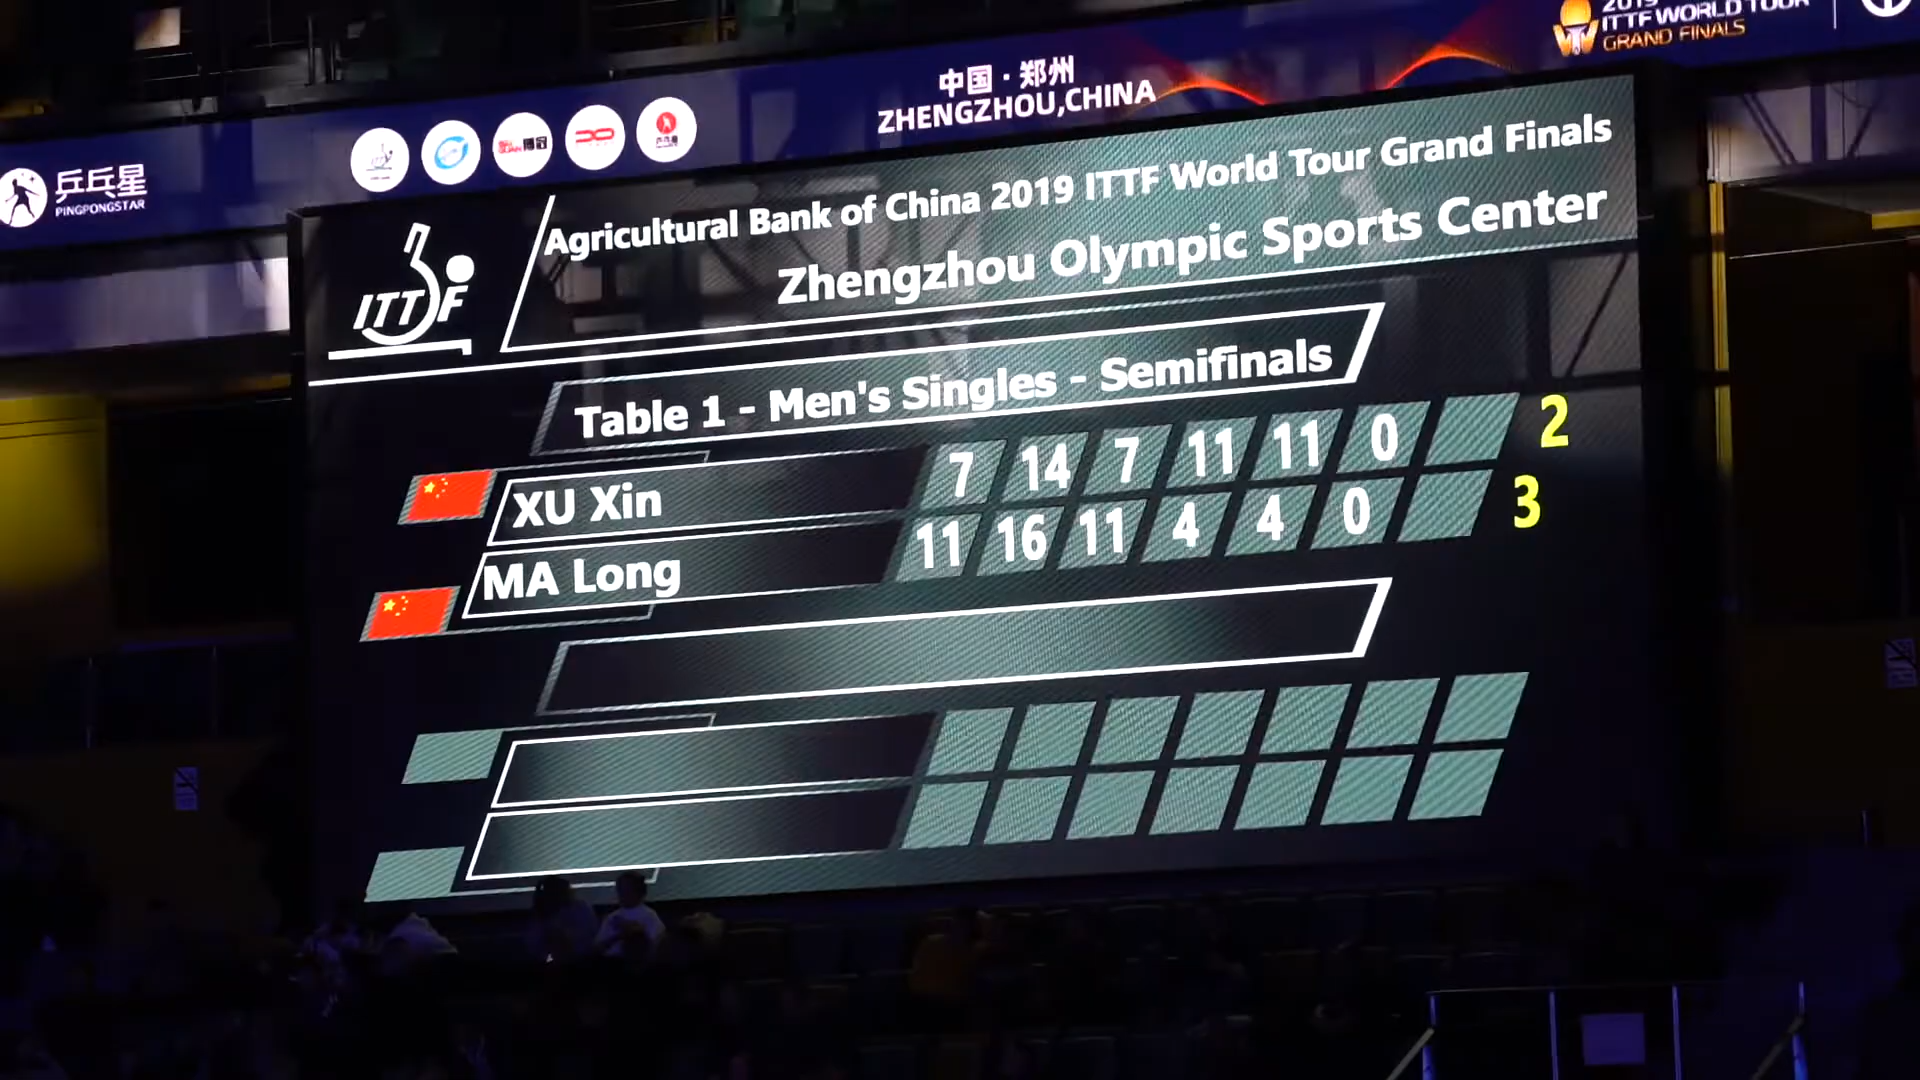 2019
ITTF WORLD TOUR
GRAND FINALS
中国·郑州
ZHENGZHOU,CHINA
乒乓星
PINGPONGSTAR
Agricultural Bank of China 2019 ITTF World Tour Grand Finals
Zhengzhou Olympic Sports Center
ITTF
Table 1 - Men's Singles - Semifinals
XU Xin 7 14 7 11 11 0 2
MA Long 11 16 11 4 4 0 3